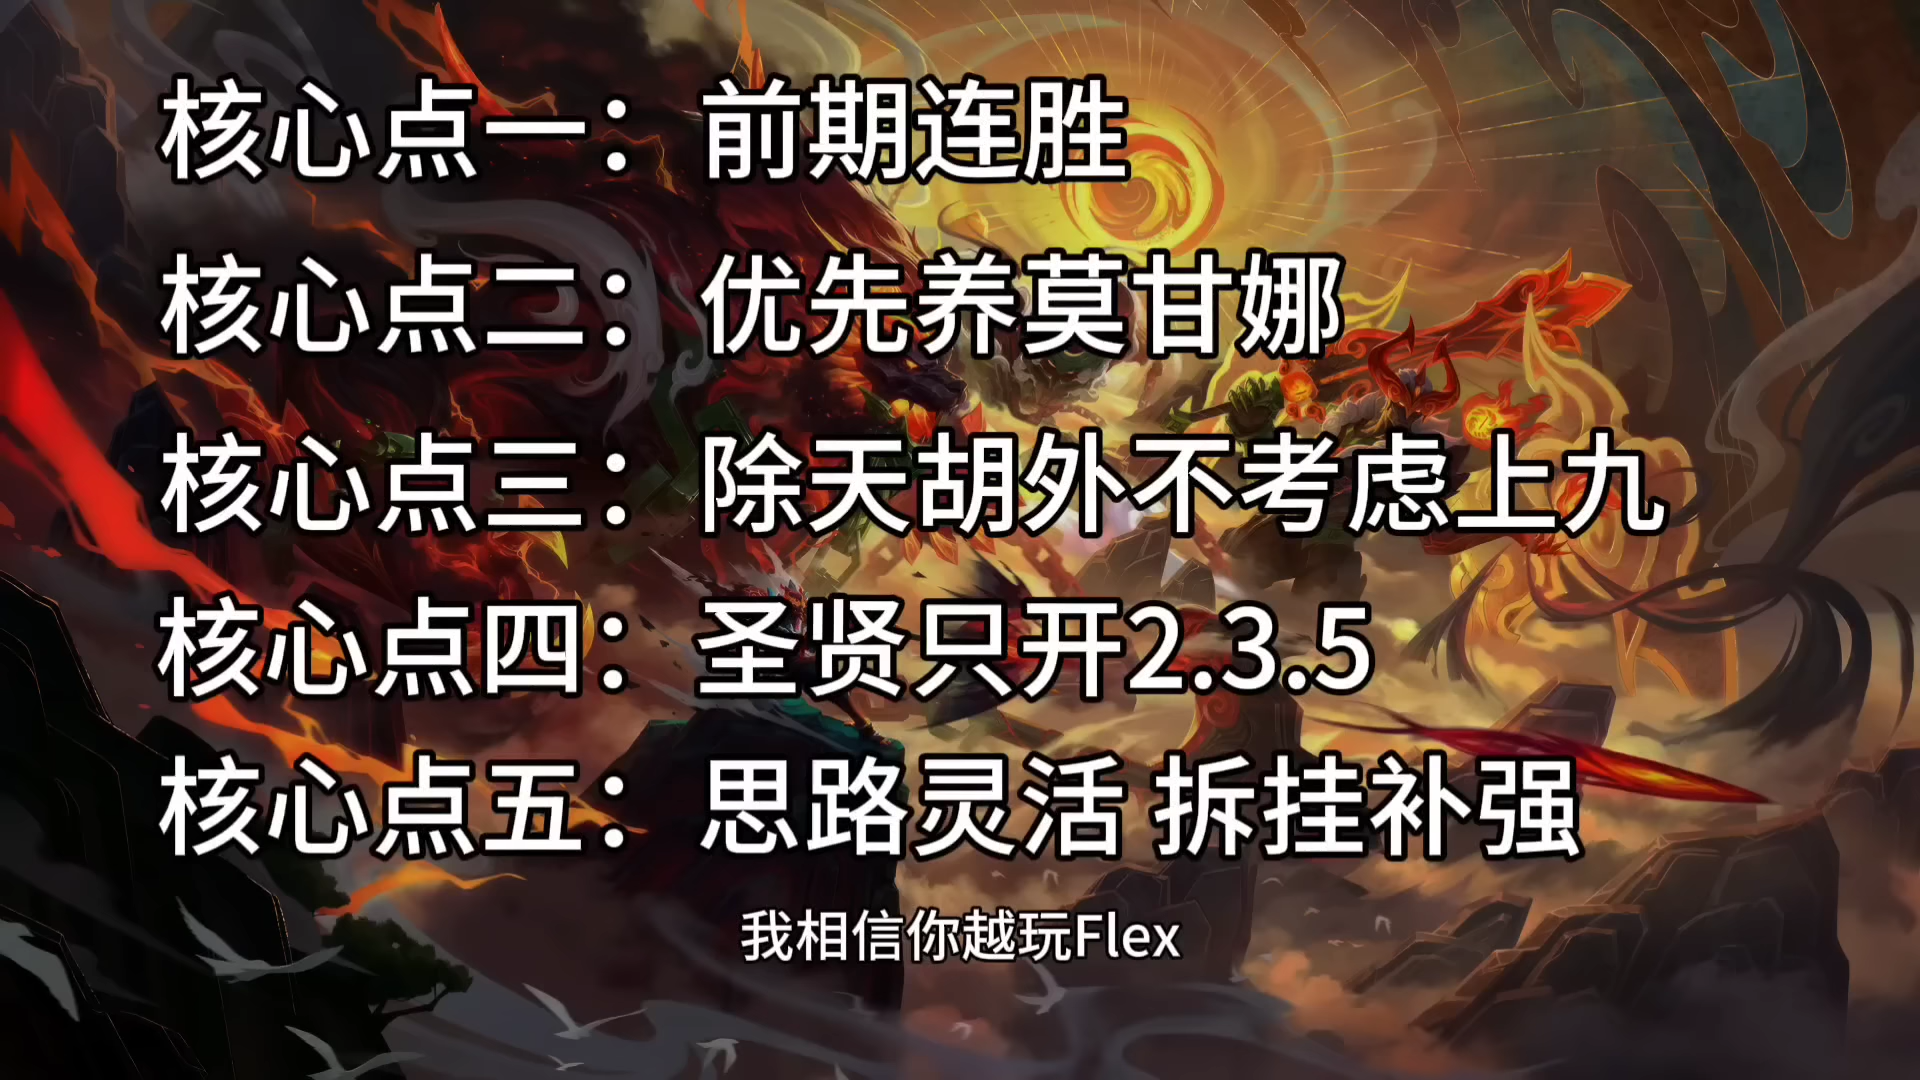 核心点一：前期连胜
核心点二：优先养莫甘娜
核心点三：除天胡外不考虑上九
核心点四：圣贤只开2.3.5
核心点五：思路灵活 拆挂补强
我相信你越玩Flex